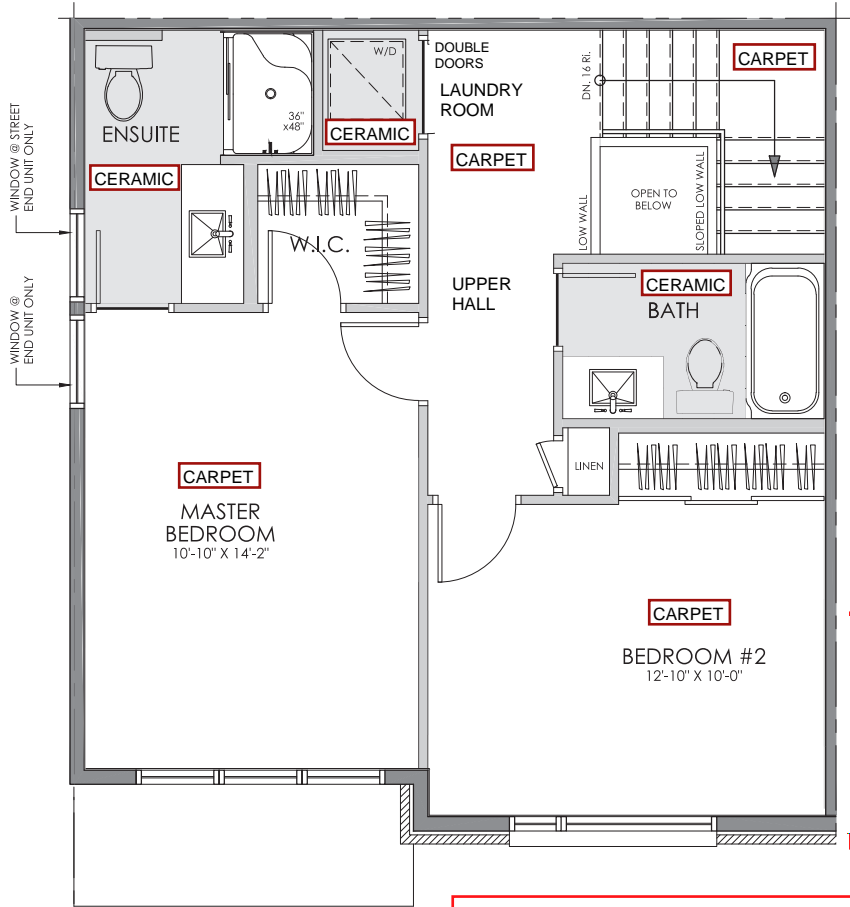 W/D
DOUBLE
DOORS
LAUNDRY
ROOM
DN. 16 RI.
CARPET
36"
x48"
ENSUITE
CERAMIC
CARPET
CERAMIC
WINDOW @ STREET
END UNIT ONLY
OPEN TO
BELOW
LOW WALL
SLOPED LOW WALL
W.I.C.
UPPER
HALL
CERAMIC
BATH
WINDOW @
END UNIT ONLY
LINEN
CARPET
MASTER
BEDROOM
10'-10" X 14'-2"
CARPET
BEDROOM #2
12'-10" X 10'-0"